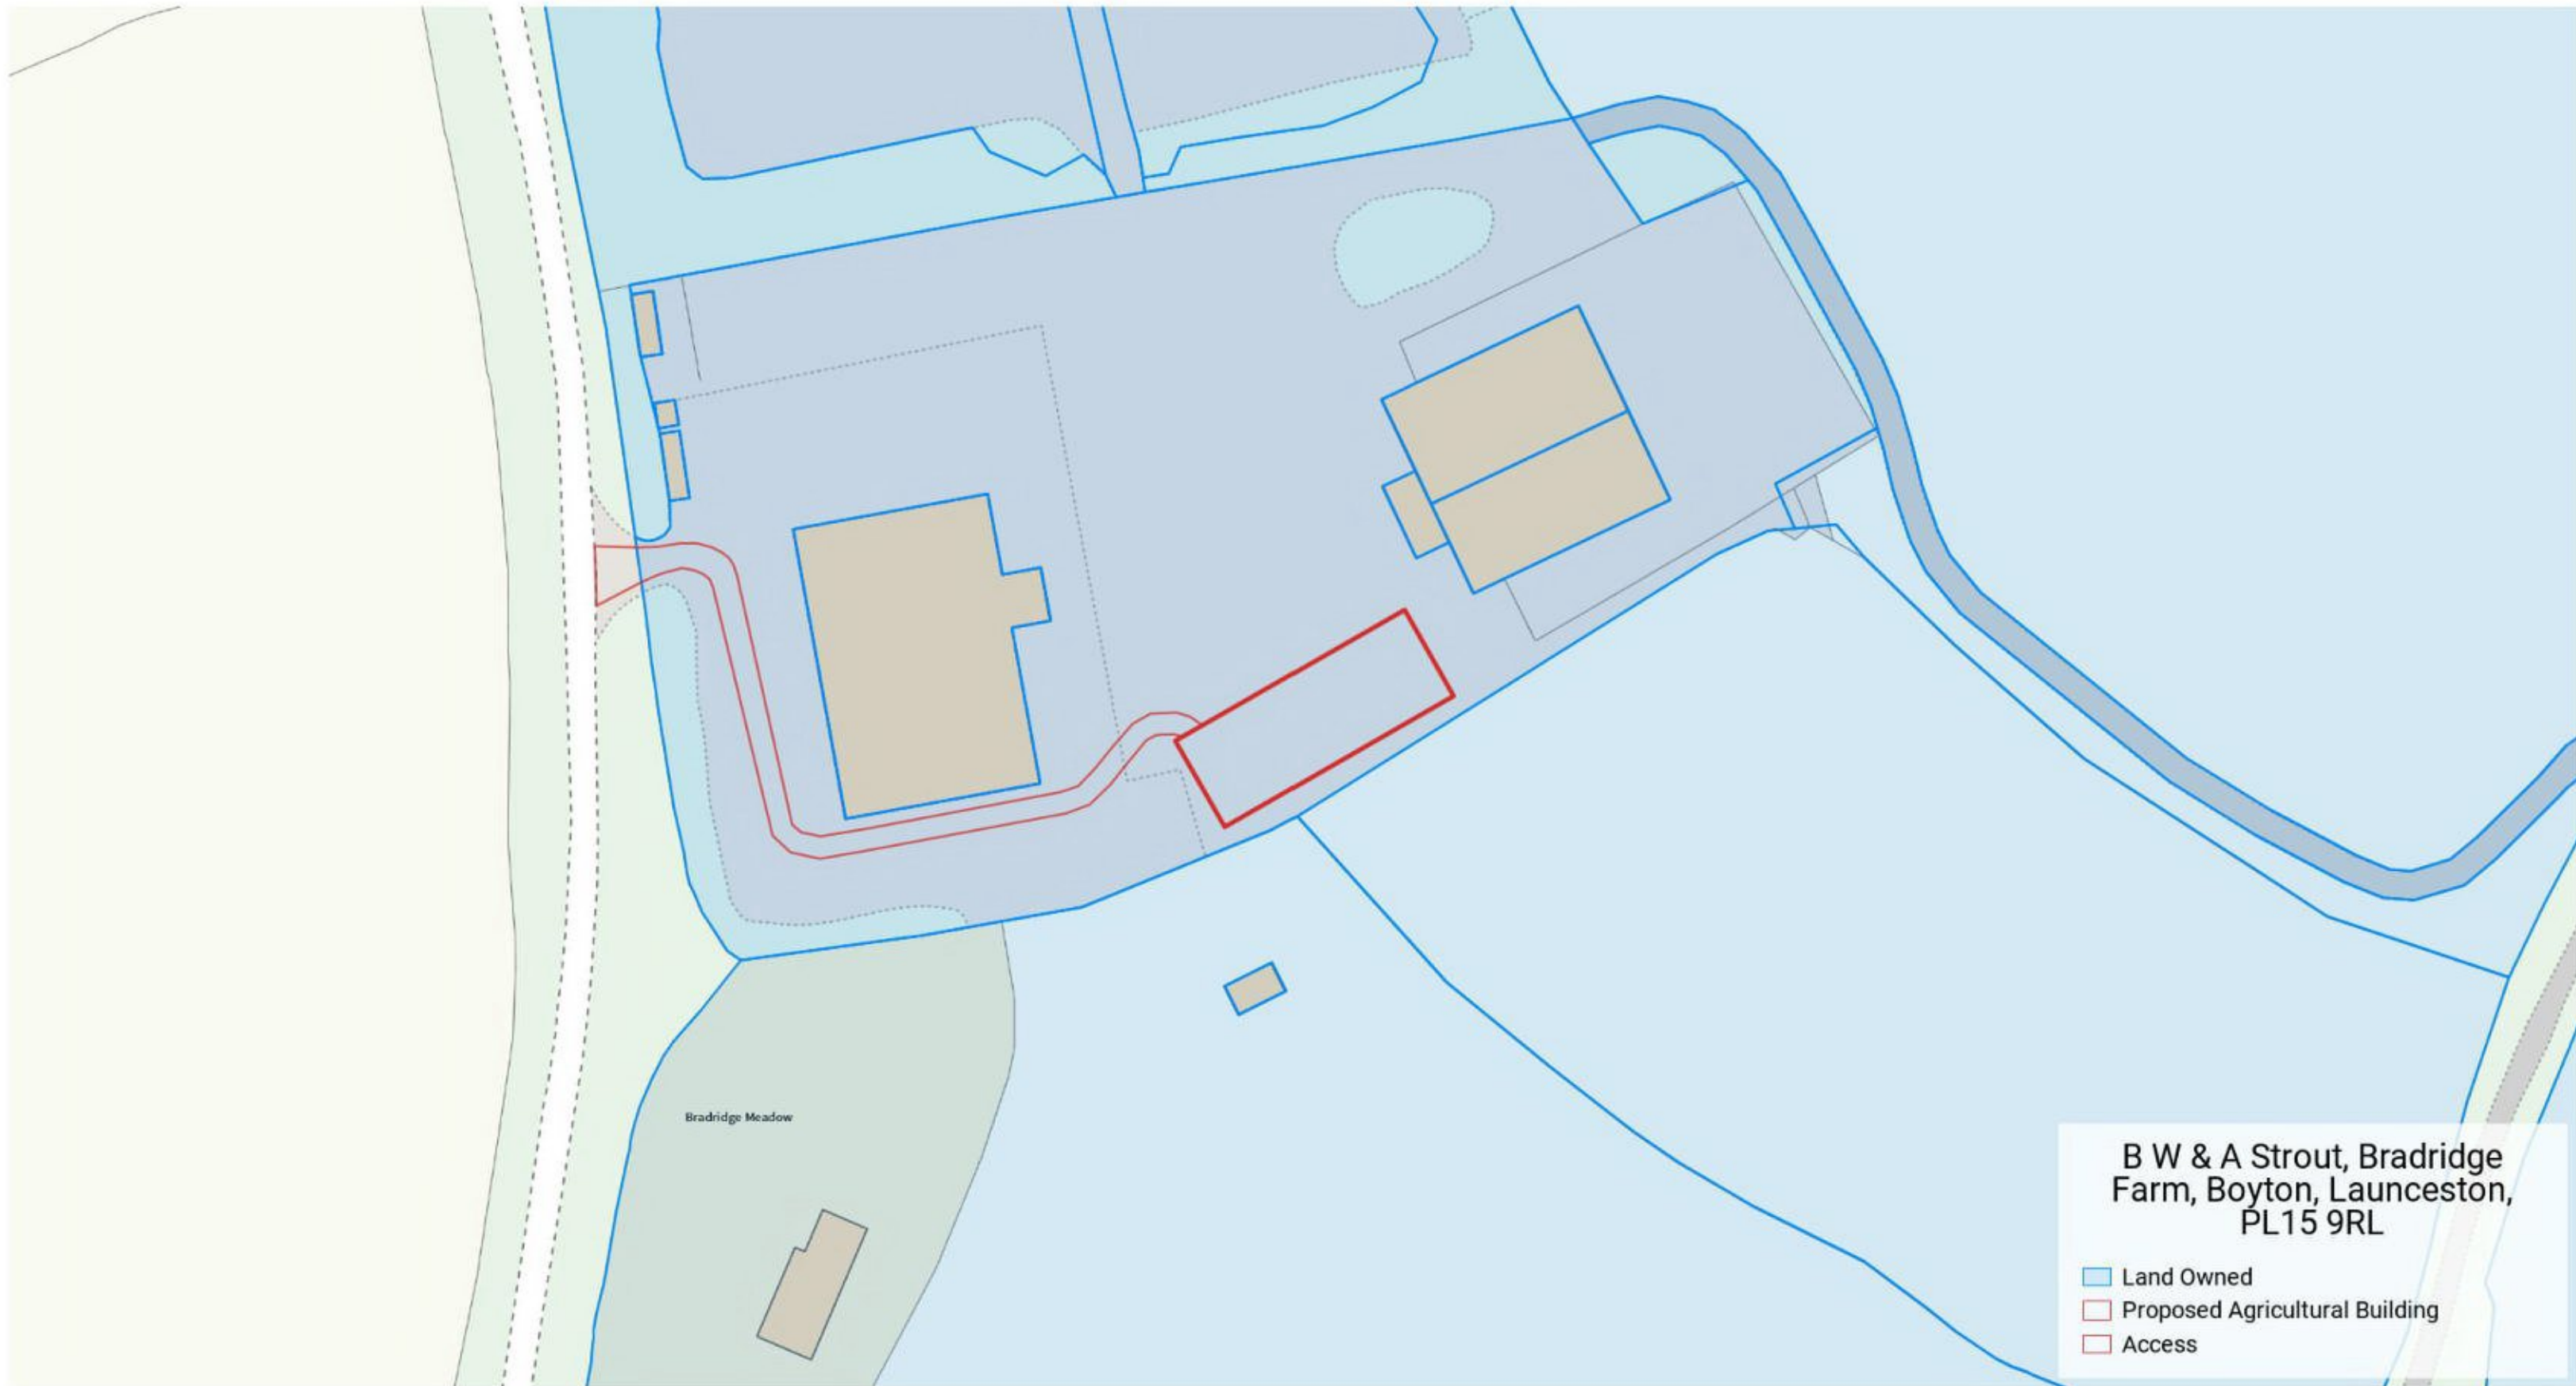 Bradridge Meadow
B W & A Strout, Bradridge
Farm, Boyton, Launceston,
PL15 9RL
Land Owned
Proposed Agricultural Building
Access